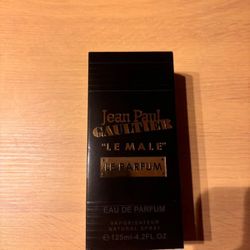 Jean Paul
GAULTIER
"LE MALE"
LE PARFUM
EAU DE PARFUM
VAPORISATEUR
NATURAL SPRAY
℮ 125ml-4.2FL.OZ